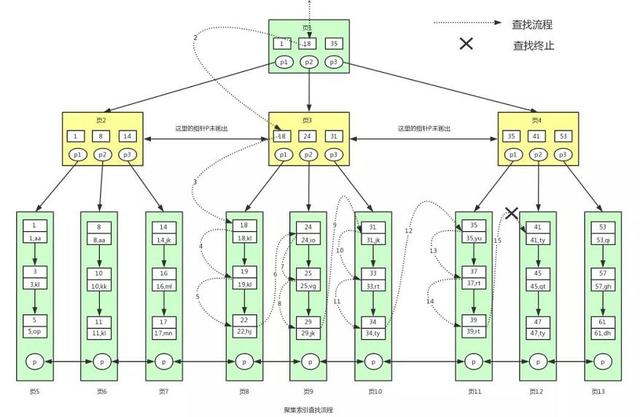 页1
查找流程
查找终止
1 18 35
p1 p2 p3
2
页2
页3
页4
1 8 14
p1 p2 p3
这里的指针P未画出
18 24 31
p1 p2 p3
这里的指针P未画出
35 41 53
p1 p2 p3
3
9
12
15
1
1,aa
3
3,kl
5
5,op
p
8
8,aa
10
10,kk
11
11,kl
p
14
14,jk
16
16,ml
17
17,mn
p
4
5
18
18,kl
19
19,kl
22
22,hj
p
6
7
8
24
24,io
25
25,vg
29
29,jk
p
10
11
31
31,jk
33
33,rt
34
34,ty
p
13
14
35
35,yu
37
37,rt
39
39,rt
p
41
41,ty
45
45,qt
47
47,ty
p
53
53,qi
57
57,gh
61
61,dh
p
页5
页6
页7
页8
页9
页10
页11
页12
页13
聚集索引查找流程